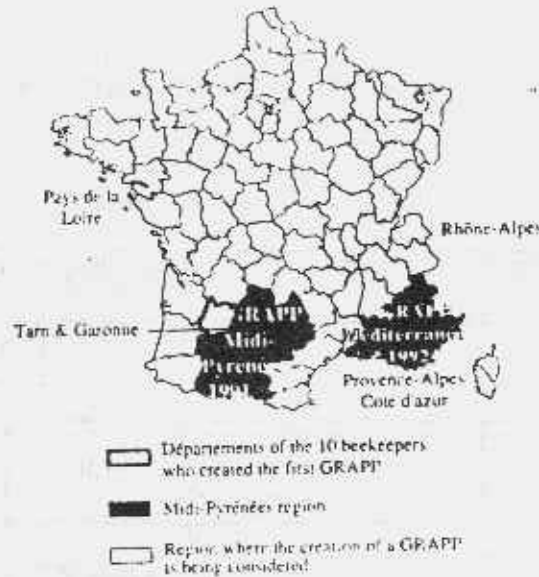 Pays de la
Loire
Rhône-Alpes
Tarn & Garonne
GRAPP
Midi-
Pyréné
1991
Méditerranée
1992
Provence-Alpes
Cote d'azur
Départements of the 10 beekeepers
who created the first GRAPP
Midi-Pyrénées region
Region where the creation of a GRAPP
is being considered